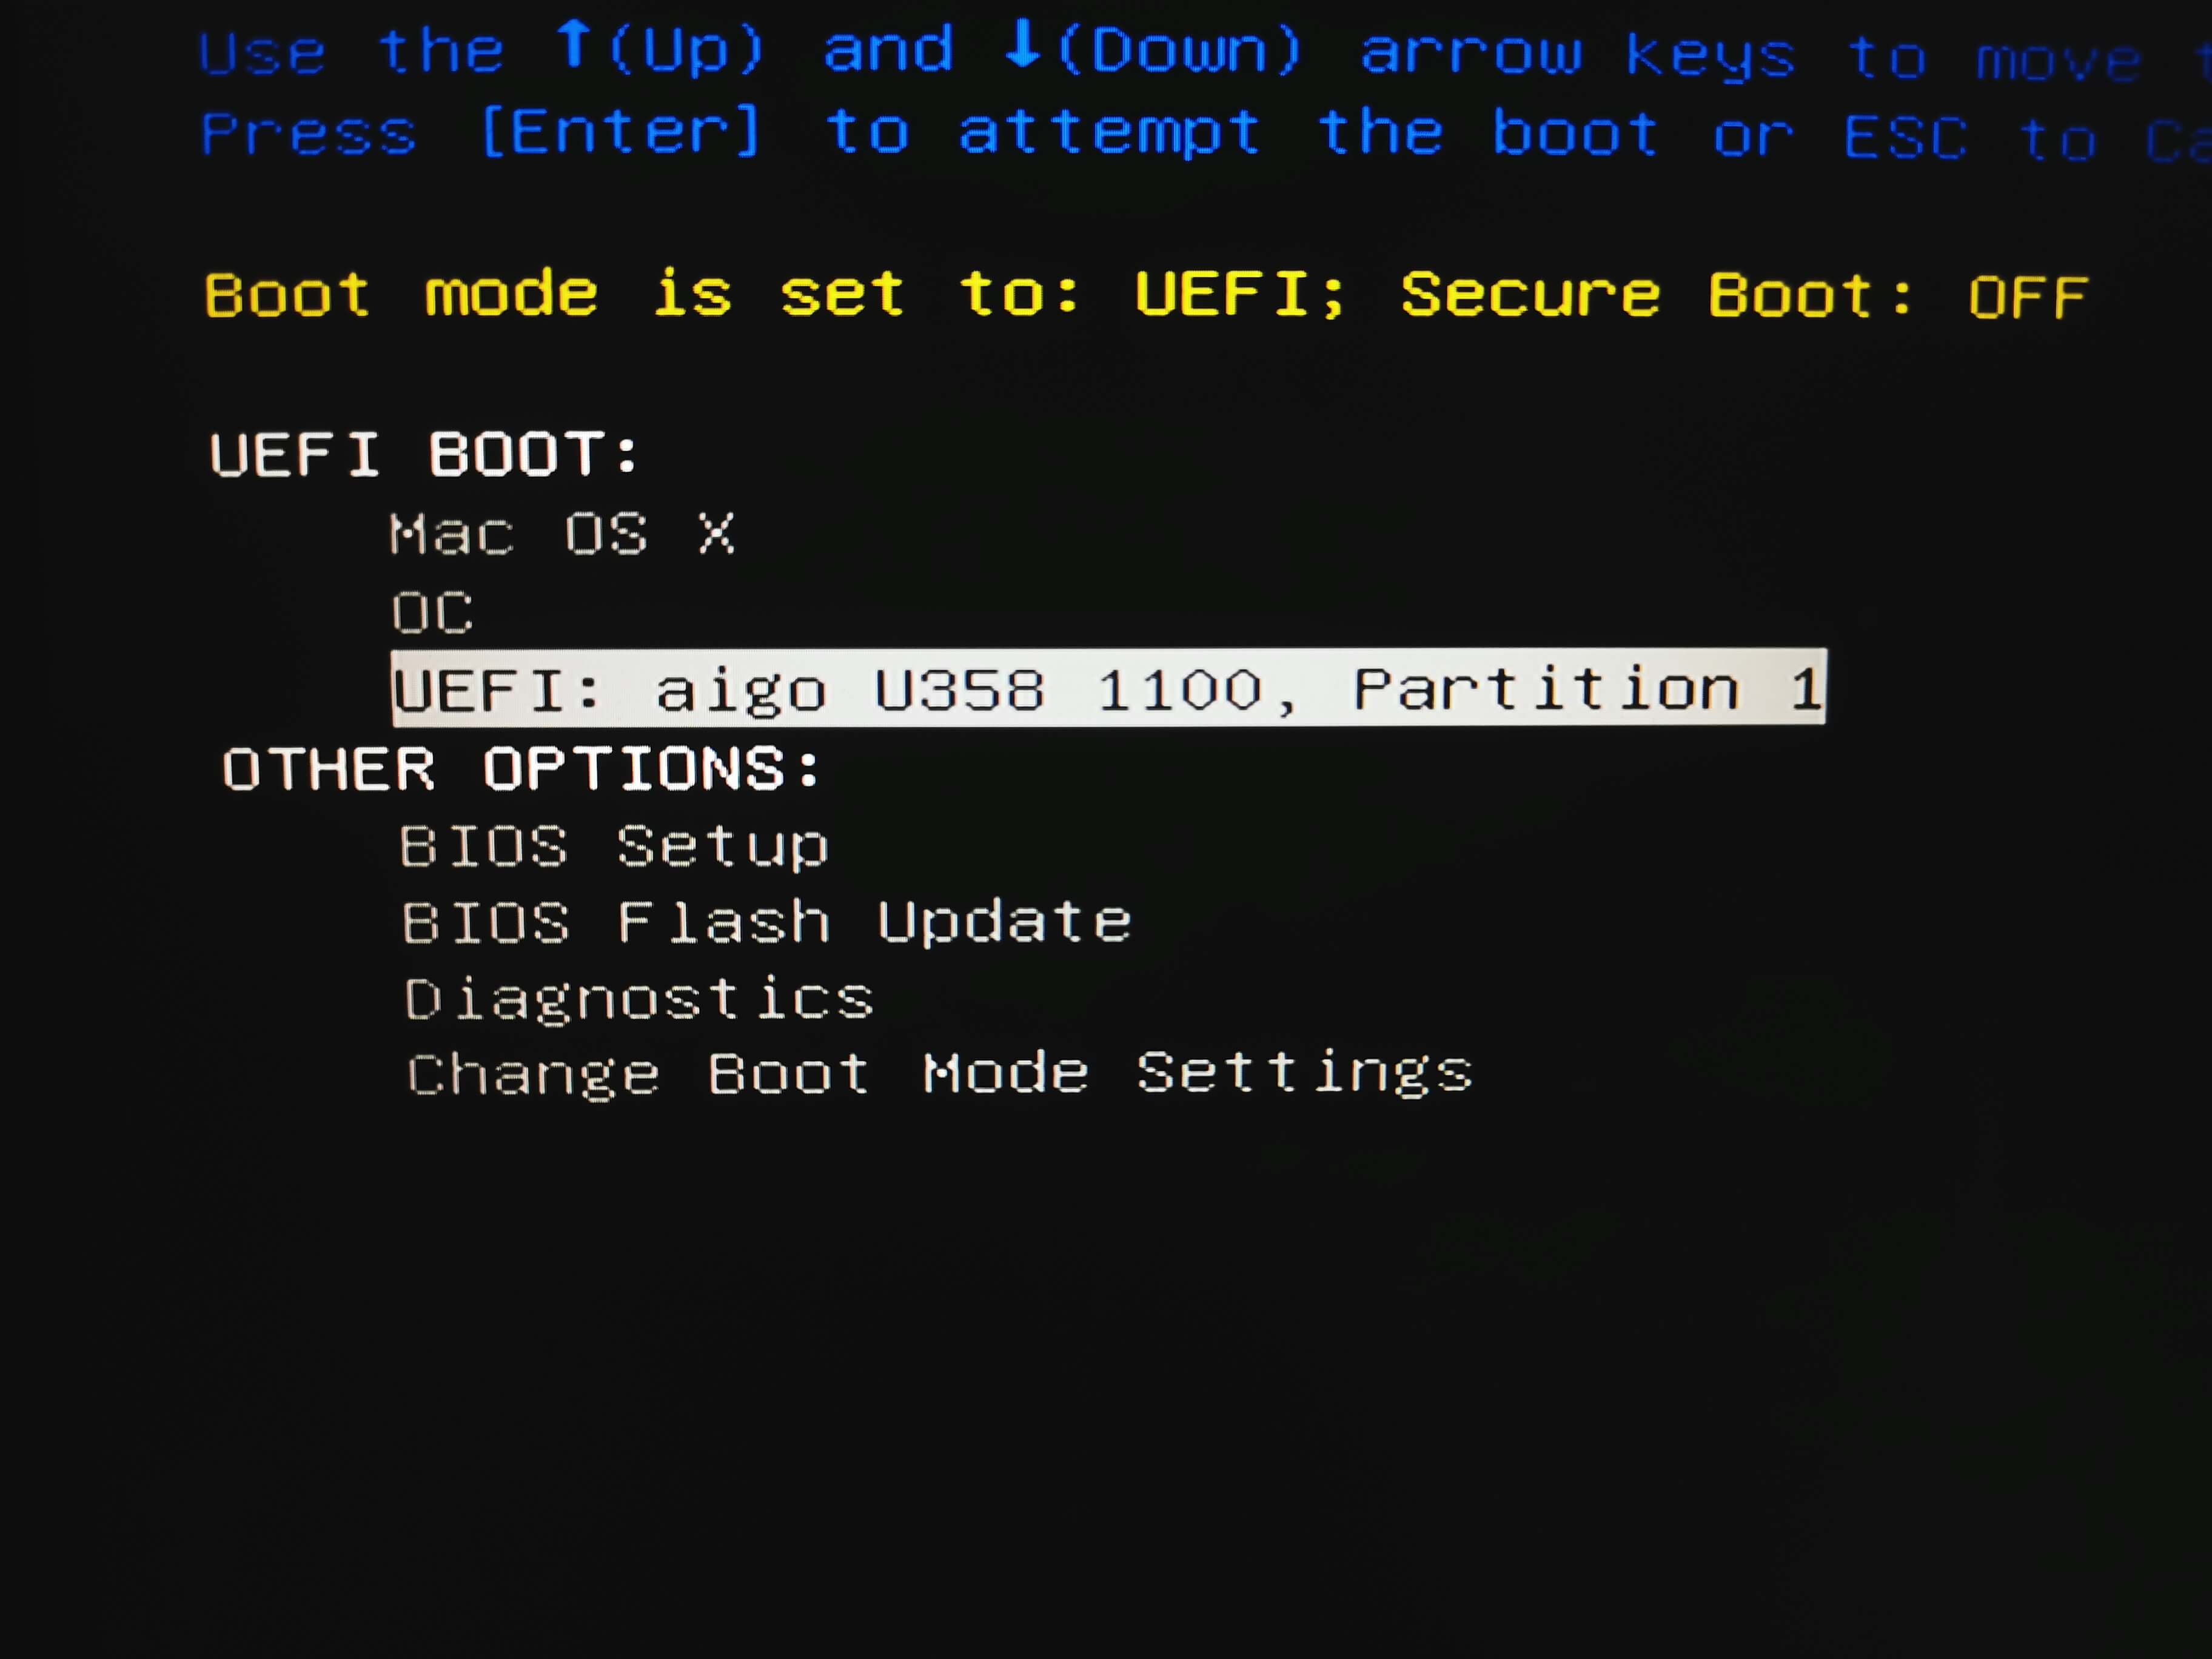 Use the ↑(Up) and ↓(Down) arrow keys to move
Press [Enter] to attempt the boot or ESC to Ca
Boot mode is set to: UEFI; Secure Boot: OFF
UEFI BOOT:
Mac OS X
OC
UEFI: aigo U358 1100, Partition 1
OTHER OPTIONS:
BIOS Setup
BIOS Flash Update
Diagnostics
Change Boot Mode Settings